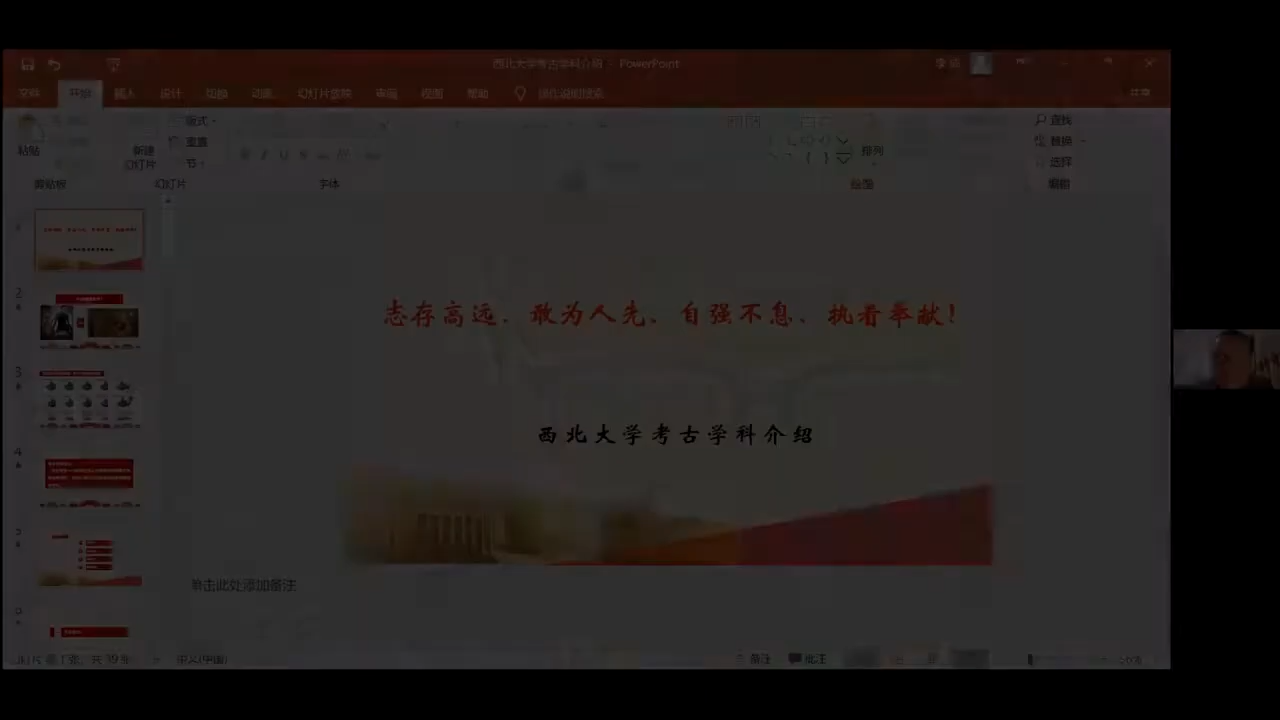 西北大学考古学科介绍 - PowerPoint
文件 开始 插入 设计 切换 动画 幻灯片放映 审阅 视图 帮助 操作说明搜索 共享
版式
查找
重置
替换
粘贴 新建 排列
幻灯片 节 选择
剪贴板 幻灯片 字体 绘图 编辑
志存高远、敢为人先、自强不息、执着奉献!
西北大学考古学科介绍
2
3
4
单击此处添加备注
中文(中国) 备注 批注